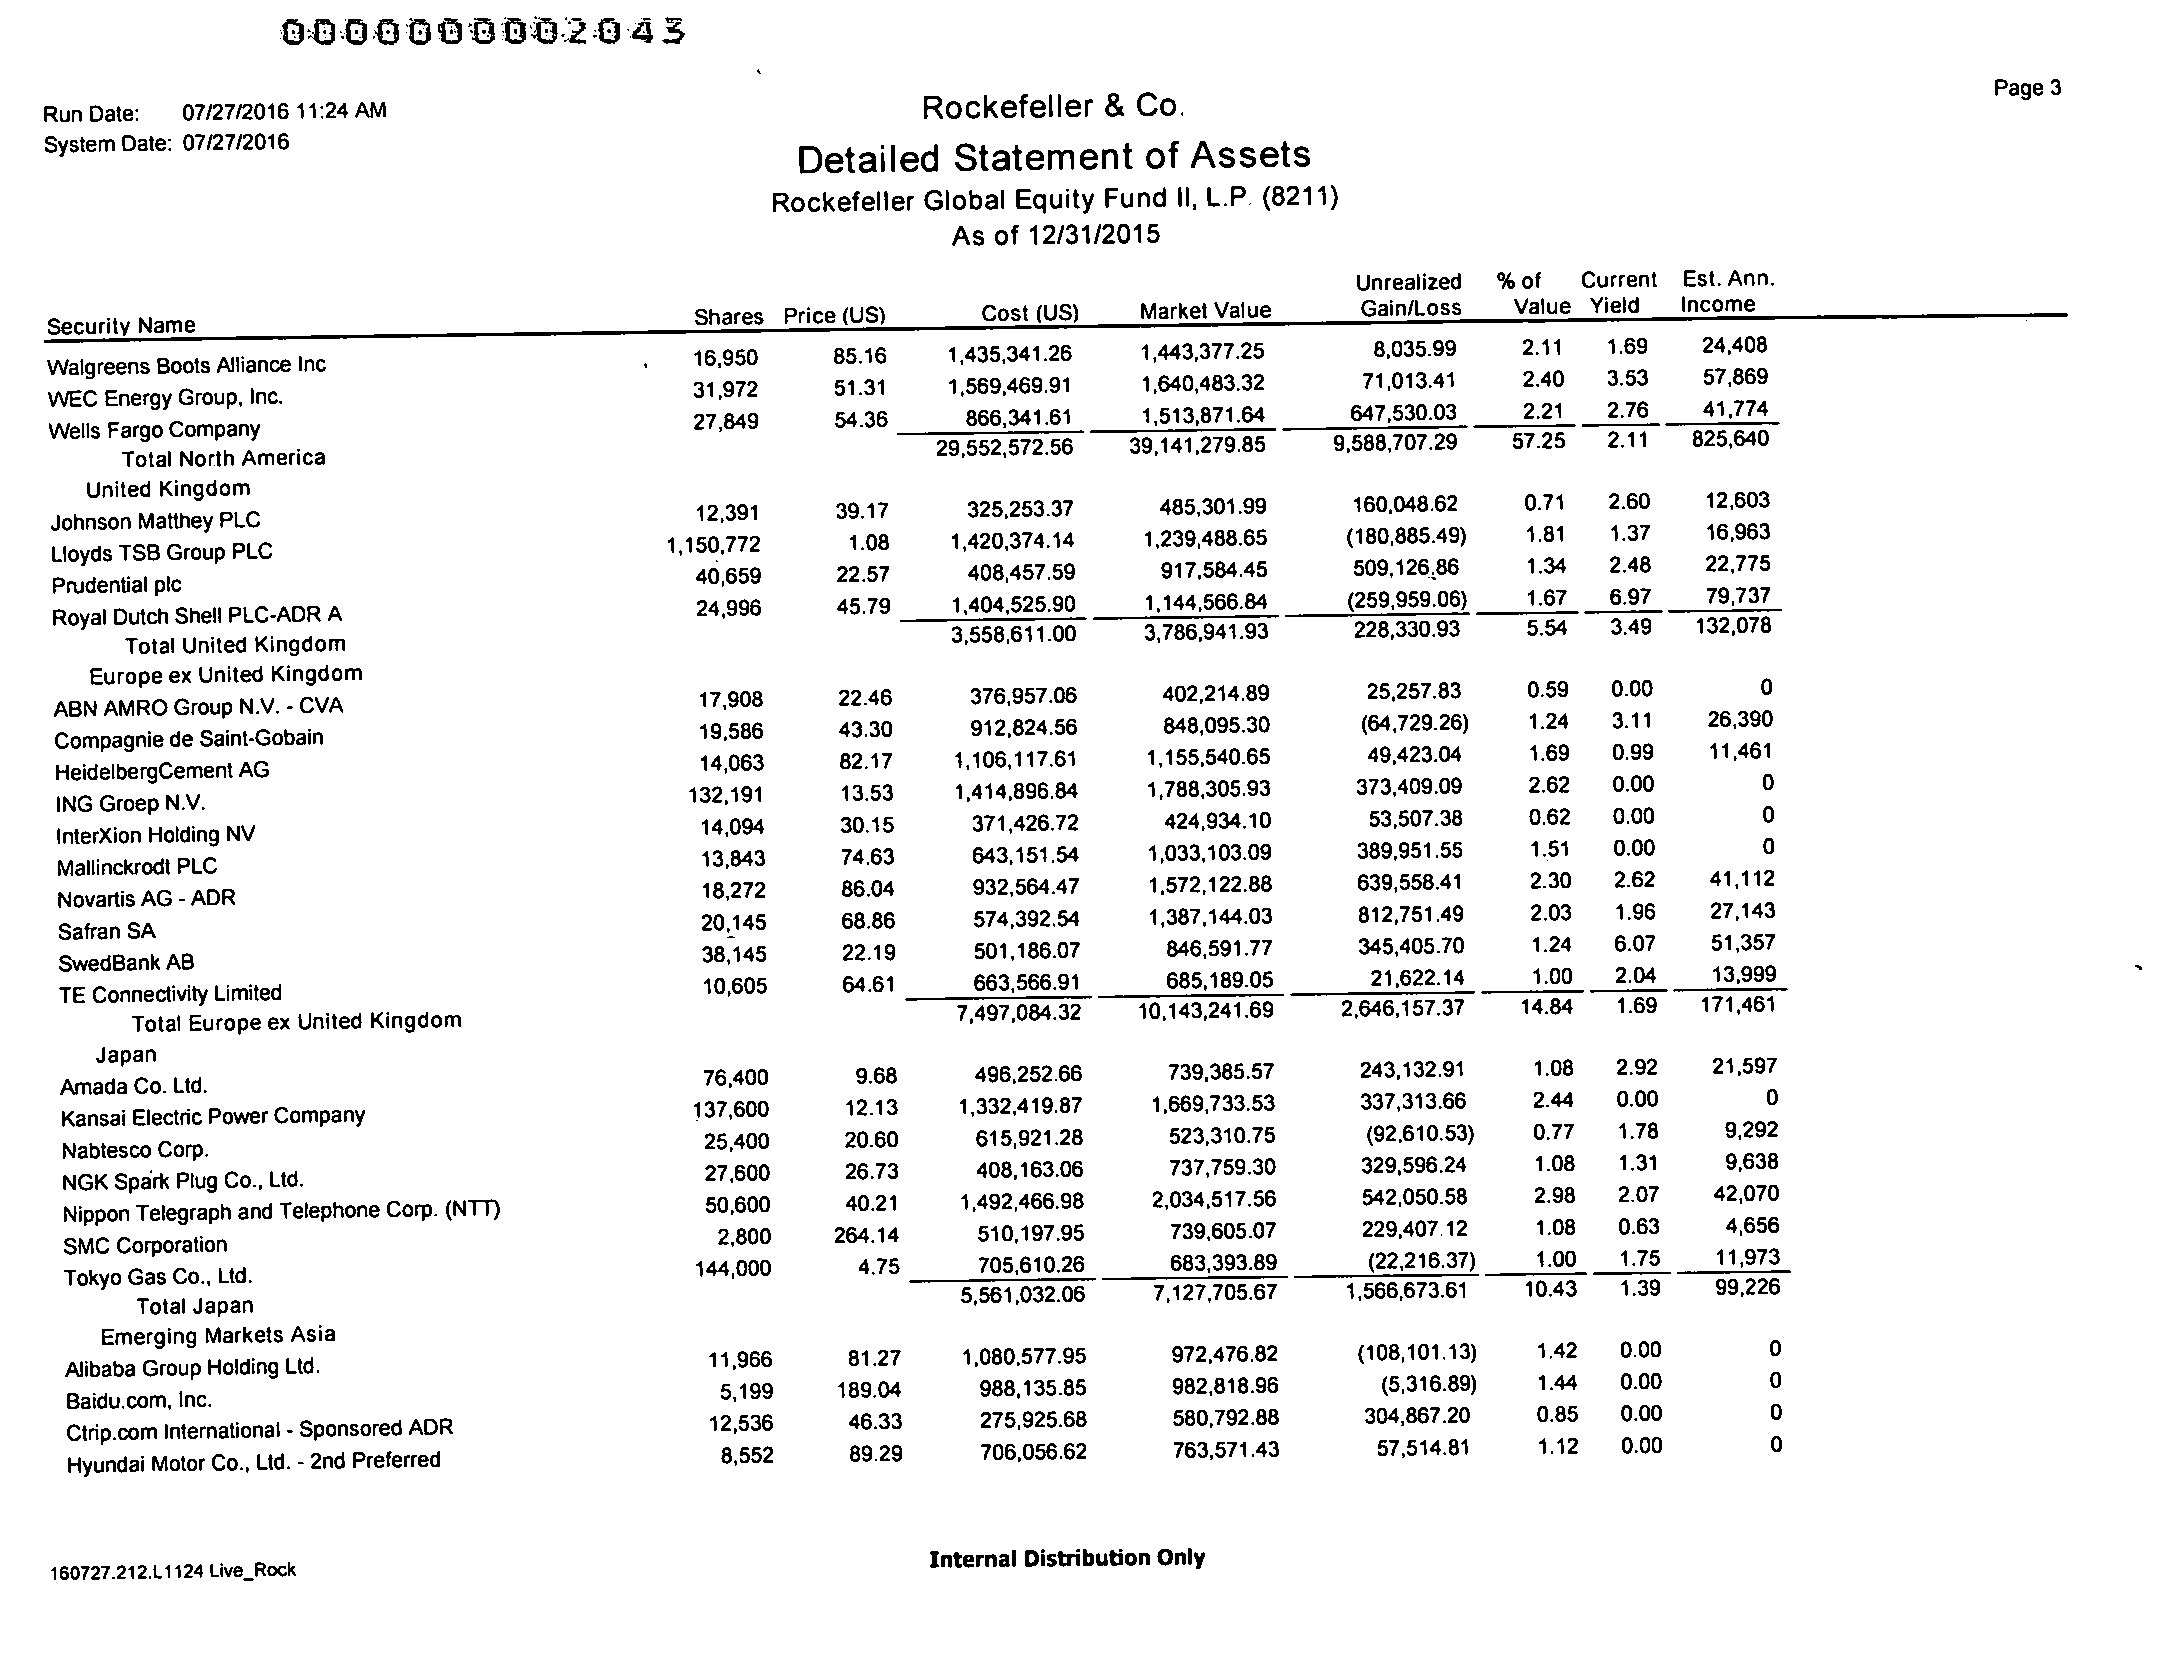 0000000002043
Page 3
Run Date: 07/27/2016 11:24 AM
Rockefeller & Co.
System Date: 07/27/2016
Detailed Statement of Assets
Rockefeller Global Equity Fund II, L.P. (8211)
As of 12/31/2015
Unrealized % of Current Est. Ann.
Security Name Shares Price (US) Cost (US) Market Value Gain/Loss Value Yield Income
Walgreens Boots Alliance Inc 16,950 85.16 1,435,341.26 1,443,377.25 8,035.99 2.11 1.69 24,408
WEC Energy Group, Inc. 31,972 51.31 1,569,469.91 1,640,483.32 71,013.41 2.40 3.53 57,869
Wells Fargo Company 27,849 54.36 866,341.61 1,513,871.64 647,530.03 2.21 2.76 41,774
Total North America 29,552,572.56 39,141,279.85 9,588,707.29 57.25 2.11 825,640
United Kingdom
Johnson Matthey PLC 12,391 39.17 325,253.37 485,301.99 160,048.62 0.71 2.60 12,603
Lloyds TSB Group PLC 1,150,772 1.08 1,420,374.14 1,239,488.65 (180,885.49) 1.81 1.37 16,963
Prudential plc 40,659 22.57 408,457.59 917,584.45 509,126.86 1.34 2.48 22,775
Royal Dutch Shell PLC-ADR A 24,996 45.79 1,404,525.90 1,144,566.84 (259,959.06) 1.67 6.97 79,737
Total United Kingdom 3,558,611.00 3,786,941.93 228,330.93 5.54 3.49 132,078
Europe ex United Kingdom
ABN AMRO Group N.V. - CVA 17,908 22.46 376,957.06 402,214.89 25,257.83 0.59 0.00 0
Compagnie de Saint-Gobain 19,586 43.30 912,824.56 848,095.30 (64,729.26) 1.24 3.11 26,390
HeidelbergCement AG 14,063 82.17 1,106,117.61 1,155,540.65 49,423.04 1.69 0.99 11,461
ING Groep N.V. 132,191 13.53 1,414,896.84 1,788,305.93 373,409.09 2.62 0.00 0
InterXion Holding NV 14,094 30.15 371,426.72 424,934.10 53,507.38 0.62 0.00 0
Mallinckrodt PLC 13,843 74.63 643,151.54 1,033,103.09 389,951.55 1.51 0.00 0
Novartis AG - ADR 18,272 86.04 932,564.47 1,572,122.88 639,558.41 2.30 2.62 41,112
Safran SA 20,145 68.86 574,392.54 1,387,144.03 812,751.49 2.03 1.96 27,143
SwedBank AB 38,145 22.19 501,186.07 846,591.77 345,405.70 1.24 6.07 51,357
TE Connectivity Limited 10,605 64.61 663,566.91 685,189.05 21,622.14 1.00 2.04 13,999
Total Europe ex United Kingdom 7,497,084.32 10,143,241.69 2,646,157.37 14.84 1.69 171,461
Japan
Amada Co. Ltd. 76,400 9.68 496,252.66 739,385.57 243,132.91 1.08 2.92 21,597
Kansai Electric Power Company 137,600 12.13 1,332,419.87 1,669,733.53 337,313.66 2.44 0.00 0
Nabtesco Corp. 25,400 20.60 615,921.28 523,310.75 (92,610.53) 0.77 1.78 9,292
NGK Spark Plug Co., Ltd. 27,600 26.73 408,163.06 737,759.30 329,596.24 1.08 1.31 9,638
Nippon Telegraph and Telephone Corp. (NTT) 50,600 40.21 1,492,466.98 2,034,517.56 542,050.58 2.98 2.07 42,070
SMC Corporation 2,800 264.14 510,197.95 739,605.07 229,407.12 1.08 0.63 4,656
Tokyo Gas Co., Ltd. 144,000 4.75 705,610.26 683,393.89 (22,216.37) 1.00 1.75 11,973
Total Japan 5,561,032.06 7,127,705.67 1,566,673.61 10.43 1.39 99,226
Emerging Markets Asia
Alibaba Group Holding Ltd. 11,966 81.27 1,080,577.95 972,476.82 (108,101.13) 1.42 0.00 0
Baidu.com, Inc. 5,199 189.04 988,135.85 982,818.96 (5,316.89) 1.44 0.00 0
Ctrip.com International - Sponsored ADR 12,536 46.33 275,925.68 580,792.88 304,867.20 0.85 0.00 0
Hyundai Motor Co., Ltd. - 2nd Preferred 8,552 89.29 706,056.62 763,571.43 57,514.81 1.12 0.00 0
Internal Distribution Only
160727.212.L1124 Live_Rock